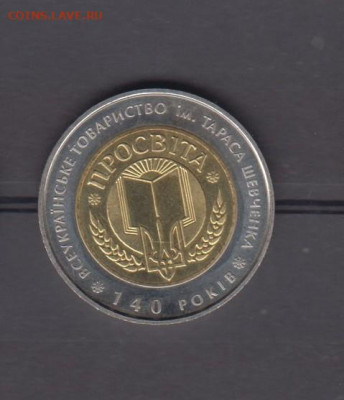 COINS.LAVE.RU
ВСЕУКРАЇНСЬКЕ ТОВАРИСТВО ІМ. ТАРАСА ШЕВЧЕНКА
ПРОСВІТА
140 РОКІВ